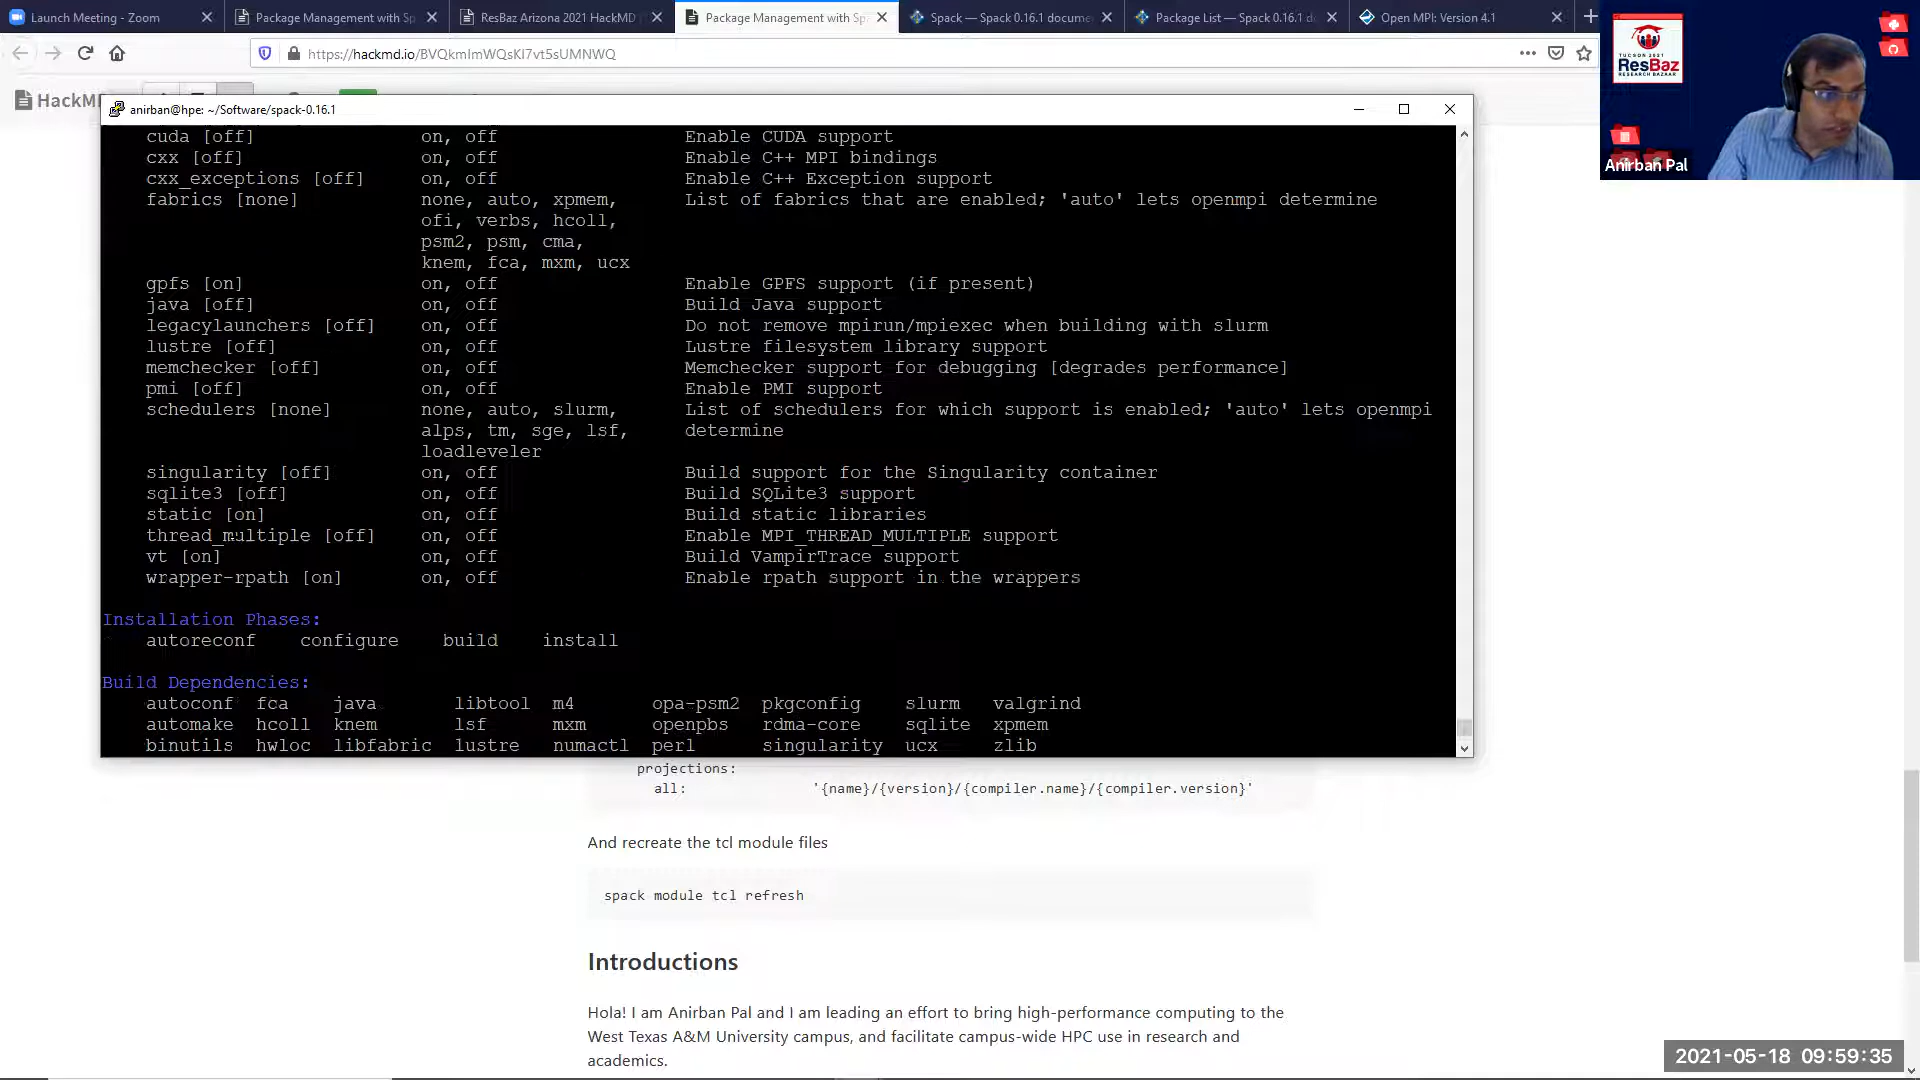 Launch Meeting - Zoom
Package Management with Sp
ResBaz Arizona 2021 HackMD
Package Management with Spa
Spack — Spack 0.16.1 docume
Package List — Spack 0.16.1 d
Open MPI: Version 4.1
https://hackmd.io/BVQkmImWQsKI7vt5sUMNWQ
HackM
TUCSON 2021
ResBaz
RESEARCH BAZAAR
Anirban Pal
anirban@hpe: ~/Software/spack-0.16.1
cuda [off] on, off Enable CUDA support
cxx [off] on, off Enable C++ MPI bindings
cxx_exceptions [off] on, off Enable C++ Exception support
fabrics [none] none, auto, xpmem, List of fabrics that are enabled; 'auto' lets openmpi determine
ofi, verbs, hcoll,
psm2, psm, cma,
knem, fca, mxm, ucx
gpfs [on] on, off Enable GPFS support (if present)
java [off] on, off Build Java support
legacylaunchers [off] on, off Do not remove mpirun/mpiexec when building with slurm
lustre [off] on, off Lustre filesystem library support
memchecker [off] on, off Memchecker support for debugging [degrades performance]
pmi [off] on, off Enable PMI support
schedulers [none] none, auto, slurm, List of schedulers for which support is enabled; 'auto' lets openmpi
alps, tm, sge, lsf, determine
loadleveler
singularity [off] on, off Build support for the Singularity container
sqlite3 [off] on, off Build SQLite3 support
static [on] on, off Build static libraries
thread_multiple [off] on, off Enable MPI_THREAD_MULTIPLE support
vt [on] on, off Build VampirTrace support
wrapper-rpath [on] on, off Enable rpath support in the wrappers
Installation Phases:
autoreconf configure build install
Build Dependencies:
autoconf fca java libtool m4 opa-psm2 pkgconfig slurm valgrind
automake hcoll knem lsf mxm openpbs rdma-core sqlite xpmem
binutils hwloc libfabric lustre numactl perl singularity ucx zlib
projections:
all: '{name}/{version}/{compiler.name}/{compiler.version}'
And recreate the tcl module files
spack module tcl refresh
Introductions
Hola! I am Anirban Pal and I am leading an effort to bring high-performance computing to the
West Texas A&M University campus, and facilitate campus-wide HPC use in research and
academics.
2021-05-18 09:59:35